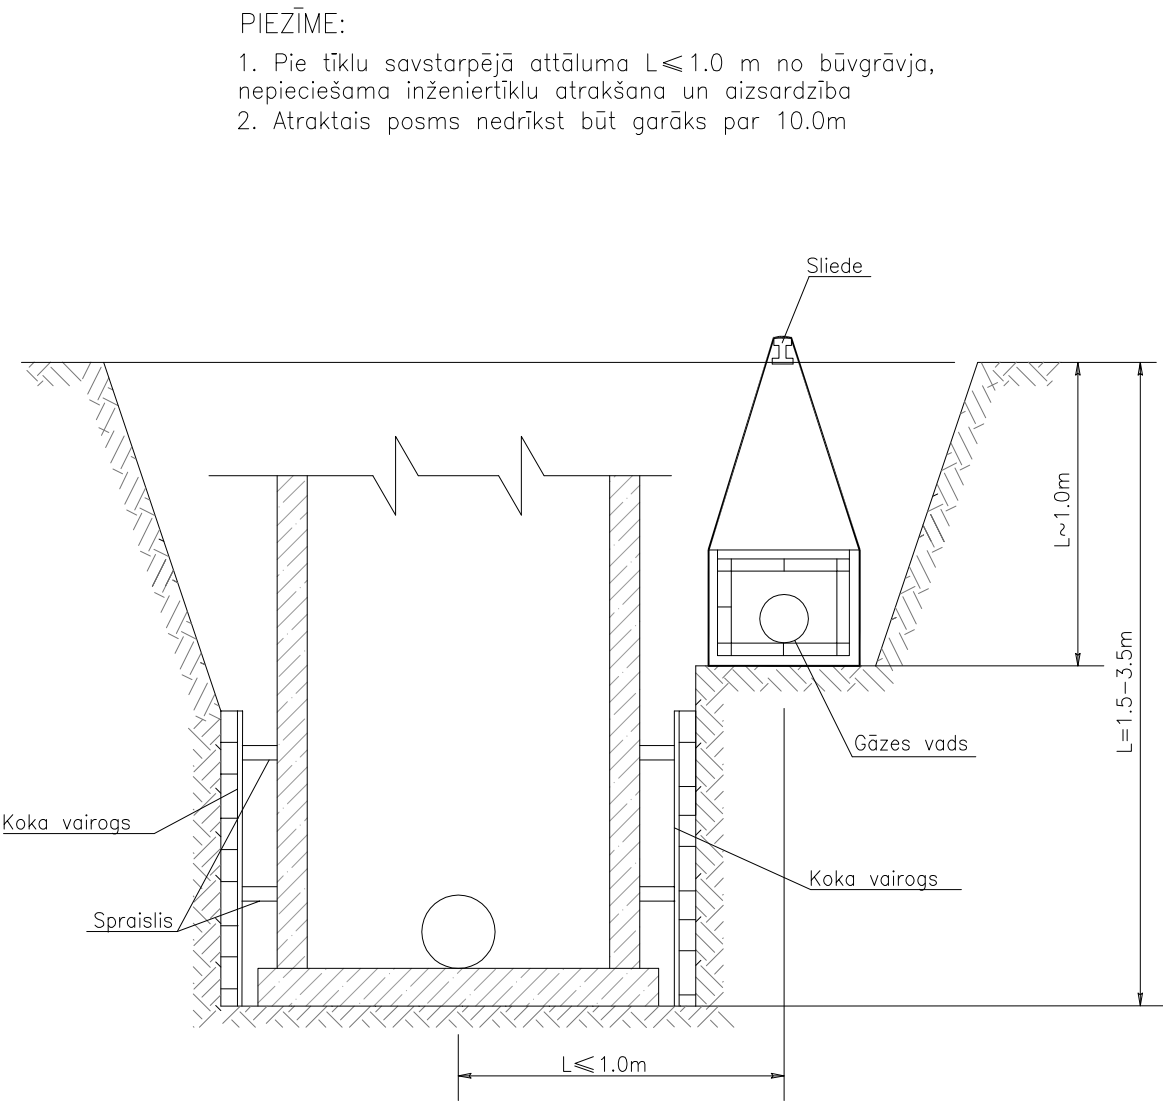 PIEZĪME:
1. Pie tīklu savstarpējā attāluma L≤1.0 m no būvgrāvja,
nepieciešama inženiertīklu atrakšana un aizsardzība
2. Atraktais posms nedrīkst būt garāks par 10.0m
Sliede
L~1.0m
L=1.5-3.5m
Gāzes vads
Koka vairogs
Koka vairogs
Spraislis
L≤1.0m